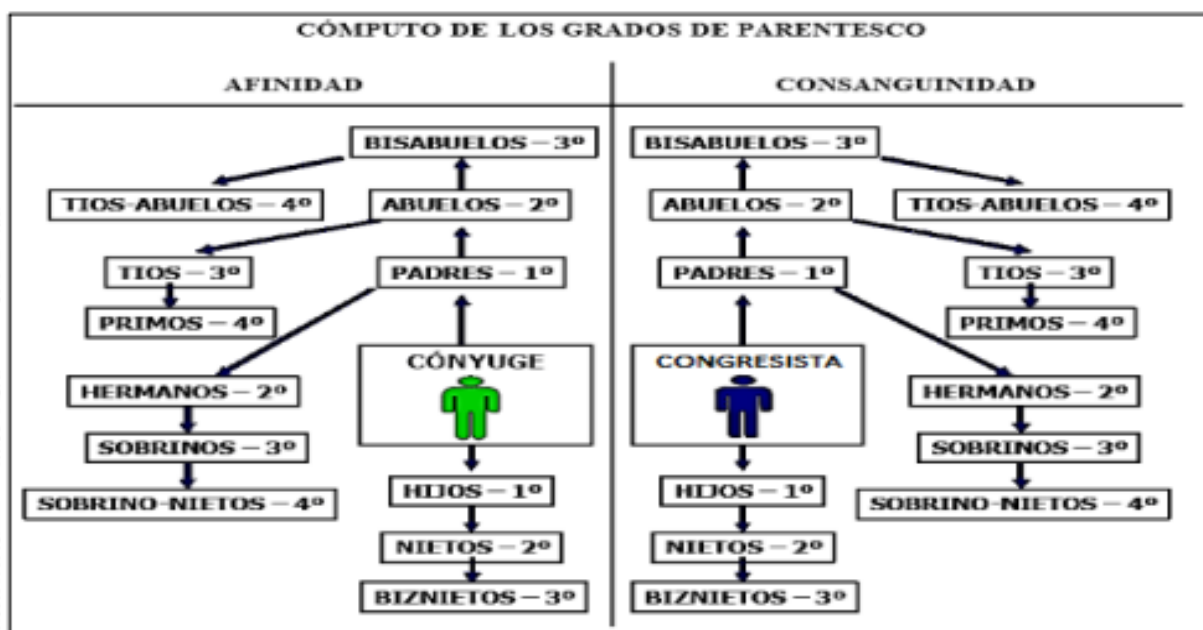 CÓMPUTO DE LOS GRADOS DE PARENTESCO
AFINIDAD
CONSANGUINIDAD
BISABUELOS – 3º
BISABUELOS – 3º
TIOS-ABUELOS – 4º
ABUELOS – 2º
ABUELOS – 2º
TIOS-ABUELOS – 4º
TIOS – 3º
PADRES – 1º
PADRES – 1º
TIOS – 3º
PRIMOS – 4º
PRIMOS – 4º
CÓNYUGE
CONGRESISTA
HERMANOS – 2º
HERMANOS – 2º
SOBRINOS – 3º
SOBRINOS – 3º
SOBRINO-NIETOS – 4º
HIJOS – 1º
HIJOS – 1º
SOBRINO-NIETOS – 4º
NIETOS – 2º
NIETOS – 2º
BIZNIETOS – 3º
BIZNIETOS – 3º